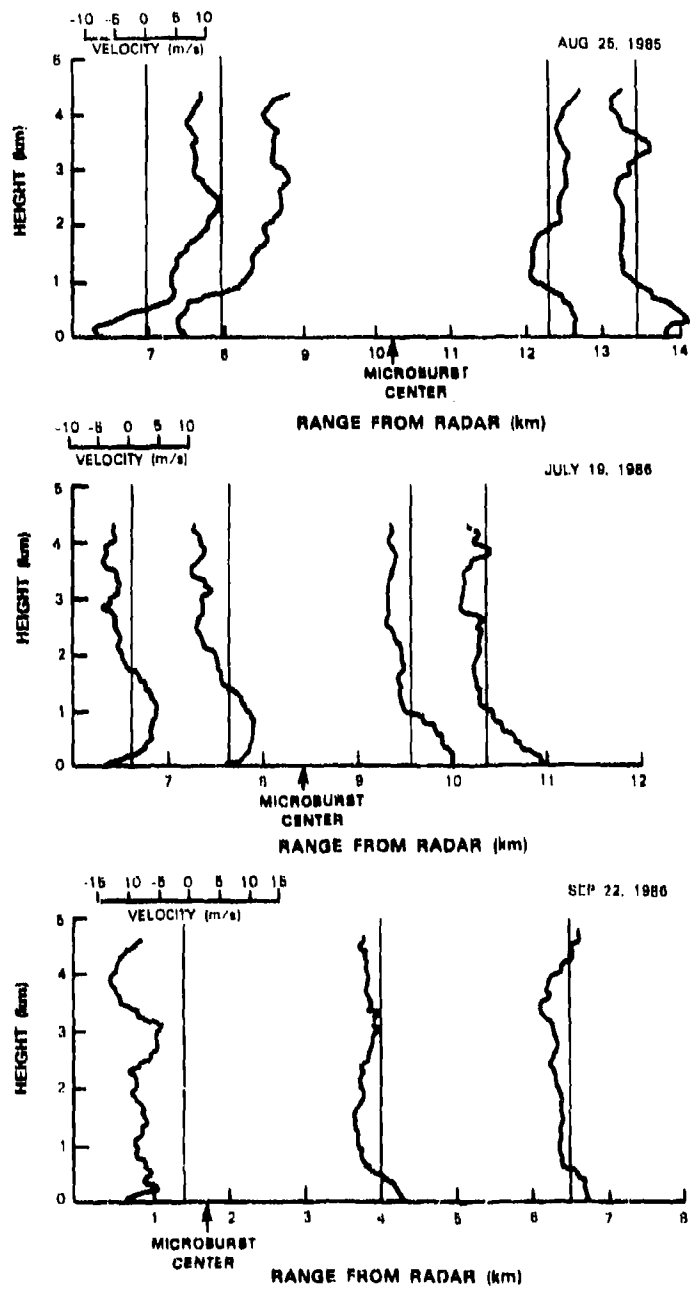 -10 -5 0 5 10
VELOCITY (m/s)
AUG 25, 1985
HEIGHT (km)
5
4
3
2
1
0
7 8 9 10 11 12 13 14
MICROBURST
CENTER
RANGE FROM RADAR (km)
-10 -5 0 5 10
VELOCITY (m/s)
JULY 19, 1986
HEIGHT (km)
5
4
3
2
1
0
7 8 9 10 11 12
MICROBURST
CENTER
RANGE FROM RADAR (km)
-15 -10 -5 0 5 10 15
VELOCITY (m/s)
SEP 22, 1986
HEIGHT (km)
5
4
3
2
1
0
1 2 3 4 5 6 7 8
MICROBURST
CENTER
RANGE FROM RADAR (km)